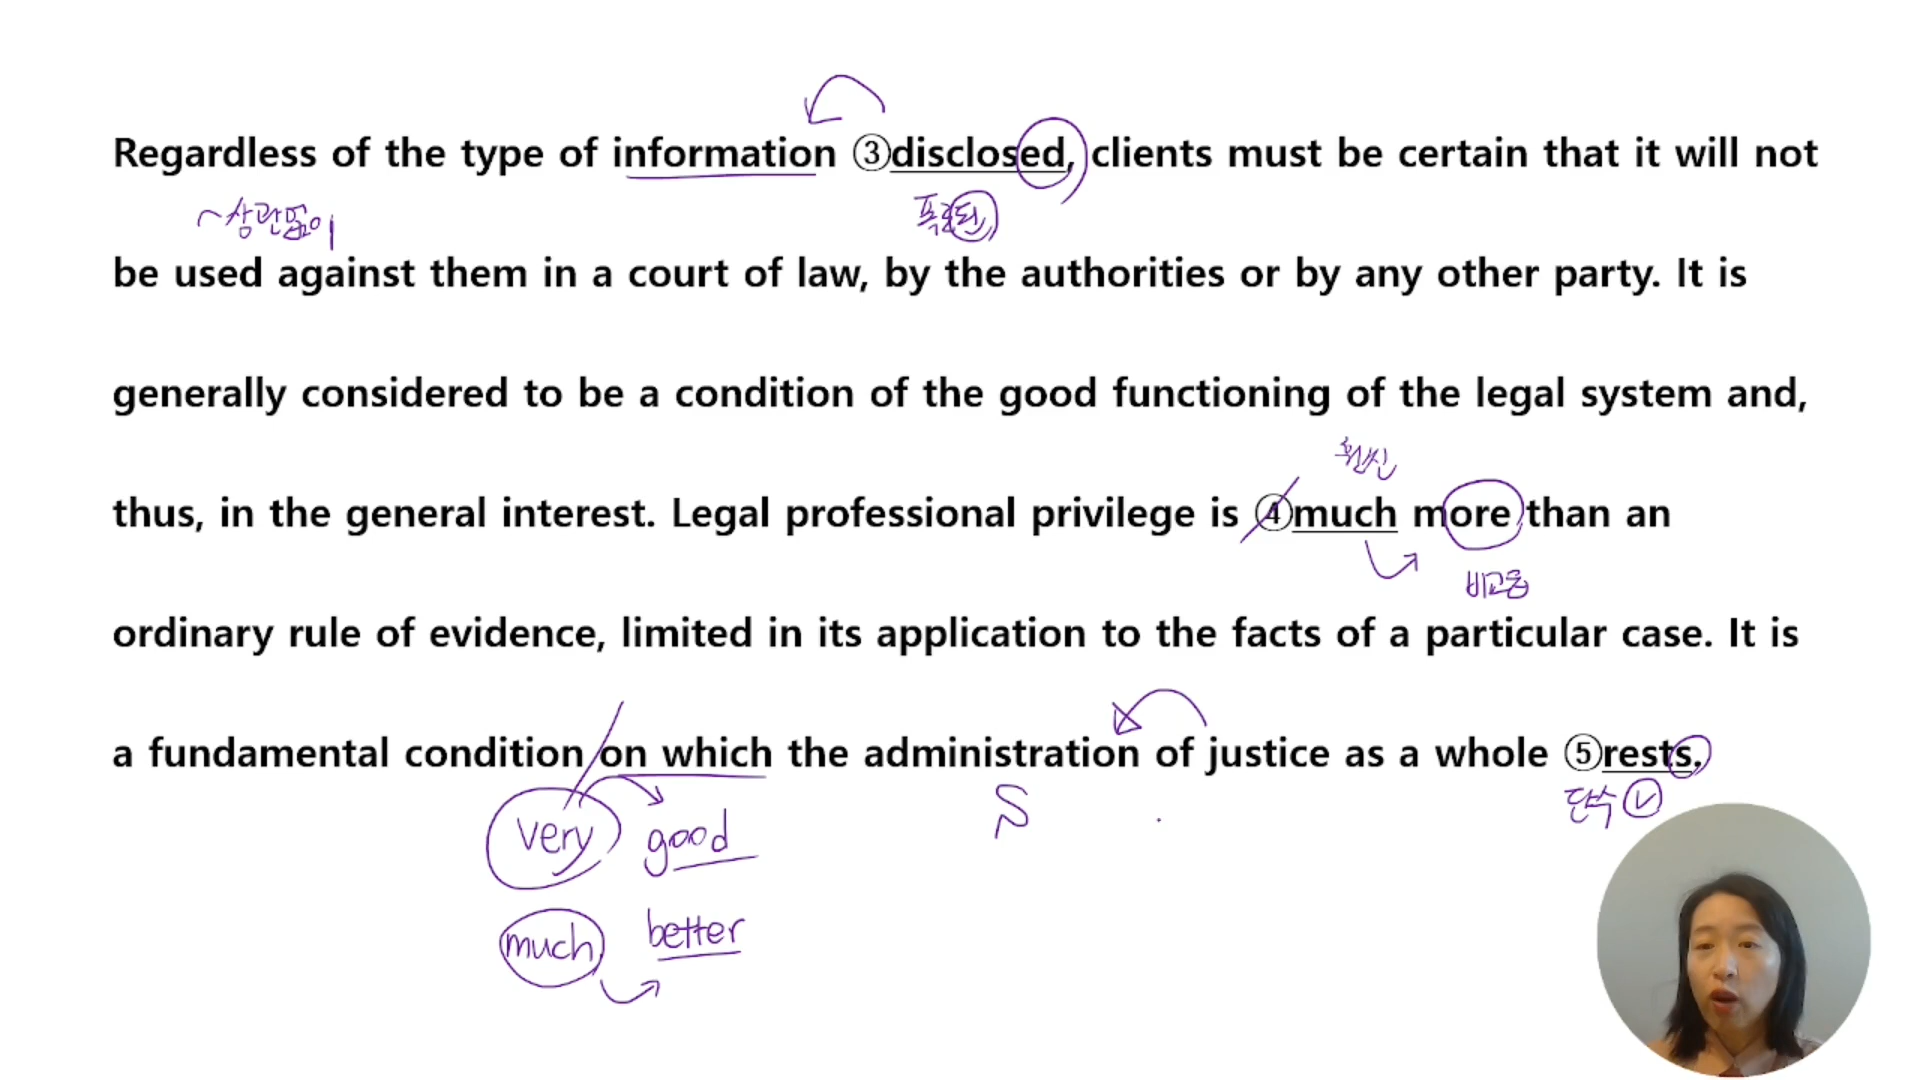 Regardless of the type of information ③disclosed, clients must be certain that it will not
~상관없이
폭로된
be used against them in a court of law, by the authorities or by any other party. It is
generally considered to be a condition of the good functioning of the legal system and,
훨씬
thus, in the general interest. Legal professional privilege is ④much more than an
비교급
ordinary rule of evidence, limited in its application to the facts of a particular case. It is
a fundamental condition on which the administration of justice as a whole ⑤rests.
very good
S
단수 V
much better